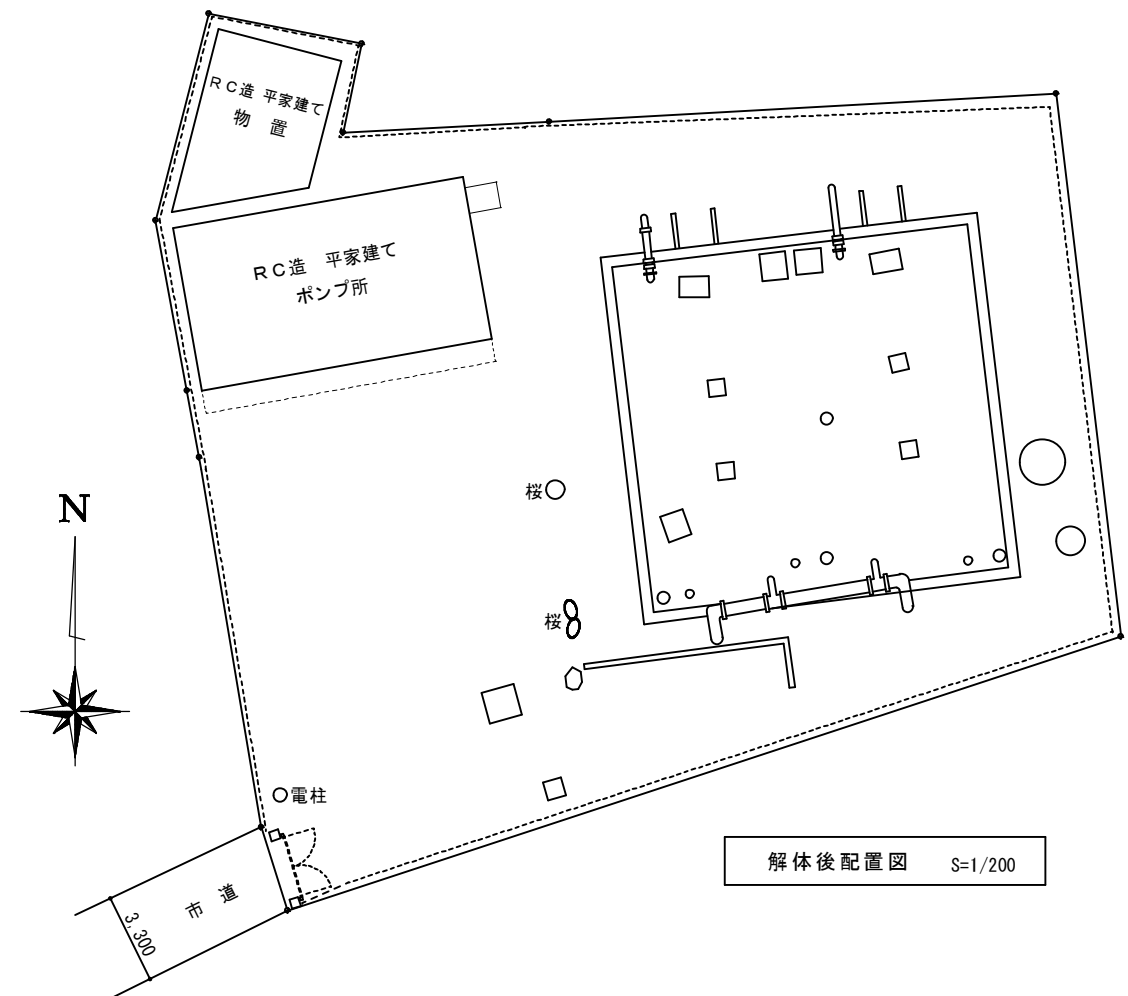 RC造 平家建て
物 置
RC造 平家建て
ポンプ所
桜
N
桜
電柱
解体後配置図 S=1/200
市 道
3,300